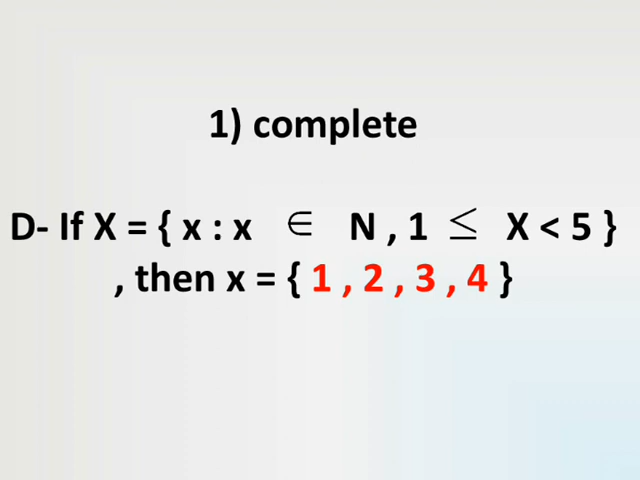 1) complete
D- If X = { x : x ∈ N , 1 ≤ X < 5 }
, then x = { 1 , 2 , 3 , 4 }